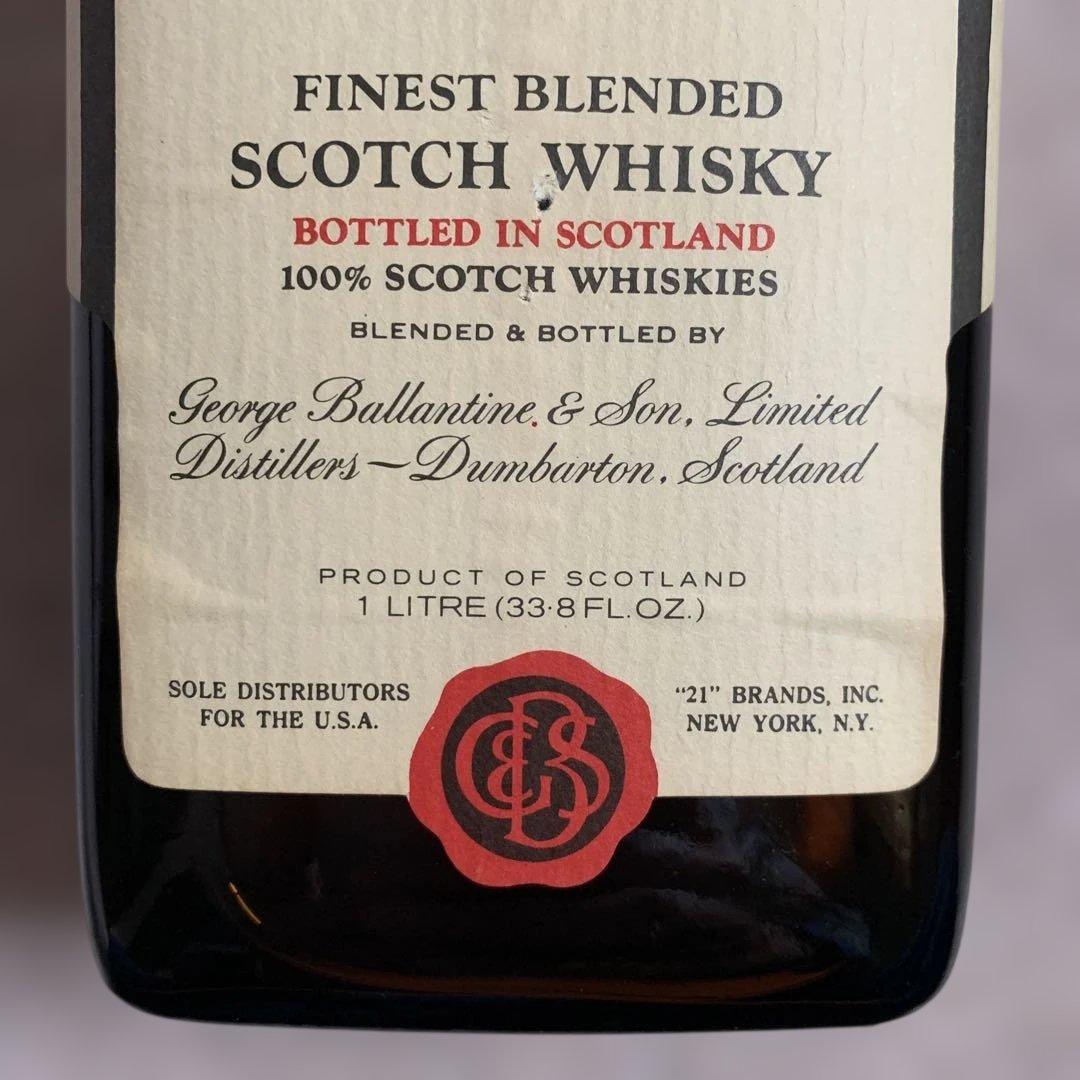 FINEST BLENDED
SCOTCH WHISKY
BOTTLED IN SCOTLAND
100% SCOTCH WHISKIES
BLENDED & BOTTLED BY
George Ballantine & Son, Limited
Distillers—Dumbarton, Scotland
PRODUCT OF SCOTLAND
1 LITRE (33·8 FL.OZ.)
SOLE DISTRIBUTORS
FOR THE U.S.A.
"21" BRANDS, INC.
NEW YORK, N.Y.